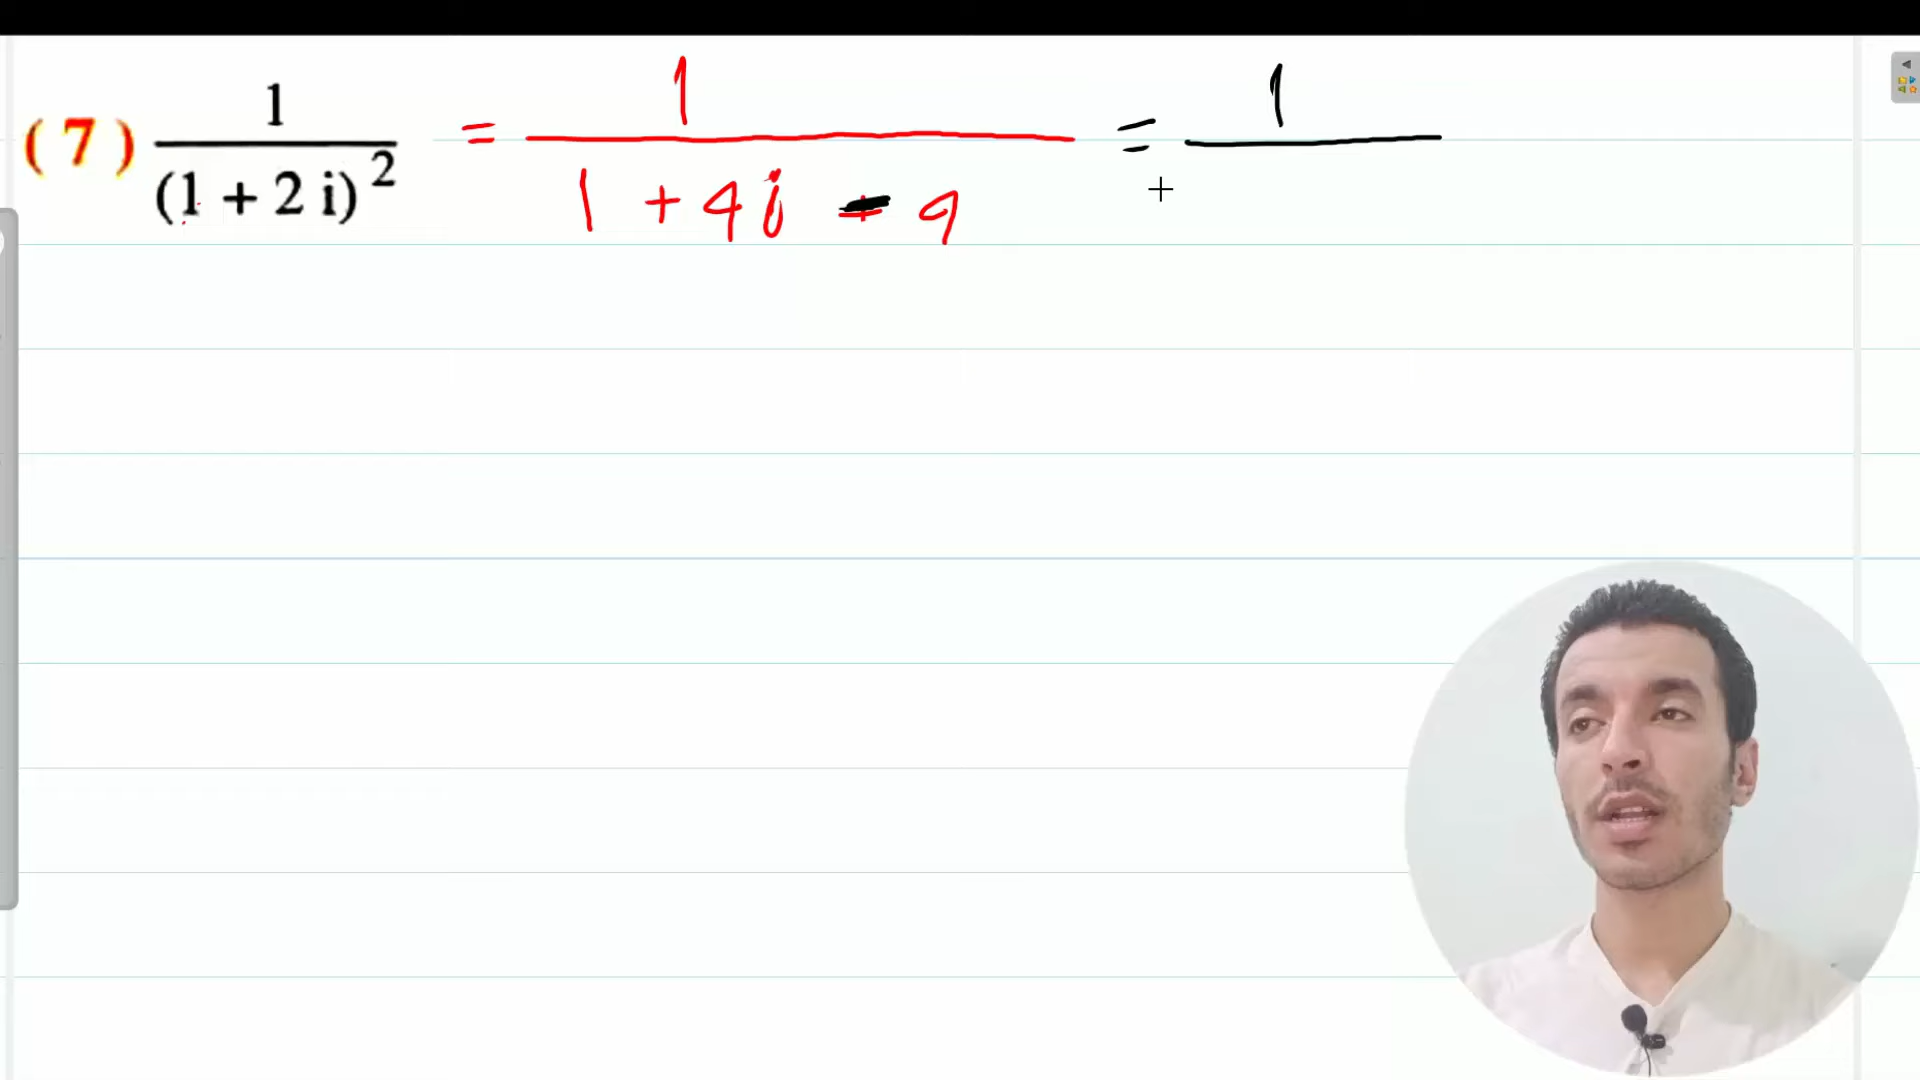 (7) 1/(1 + 2 i)² = 1/(1 + 4i - 4) = 1/